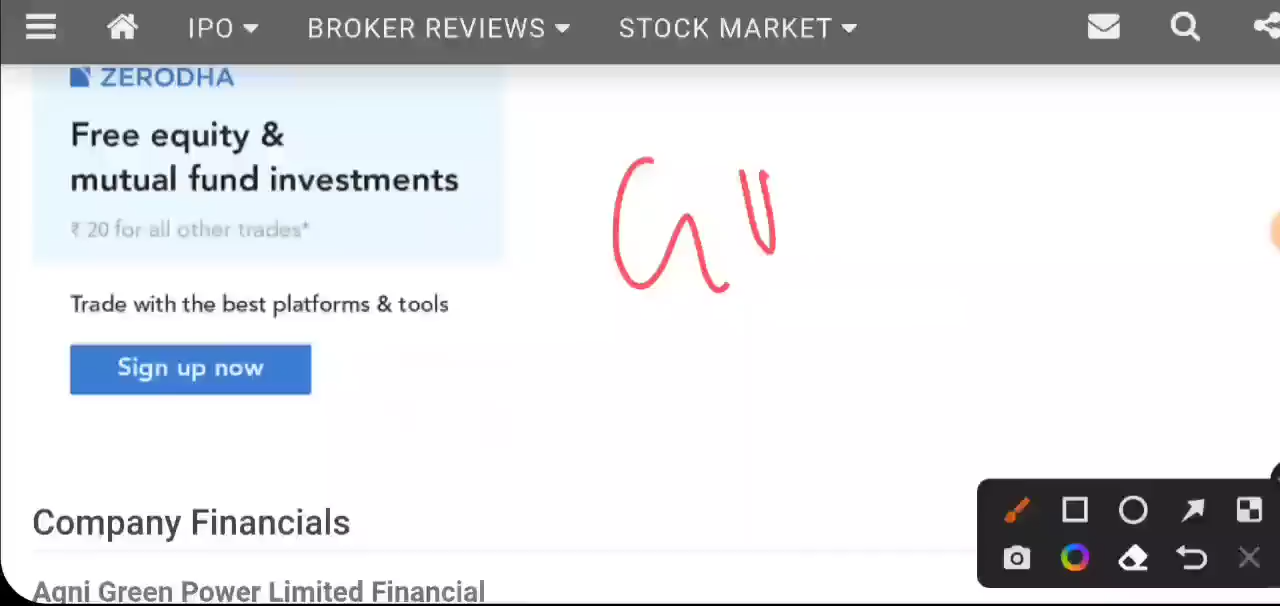 IPO BROKER REVIEWS STOCK MARKET
ZERODHA
Free equity &
mutual fund investments
₹ 20 for all other trades*
Trade with the best platforms & tools
Sign up now
Company Financials
Agni Green Power Limited Financial